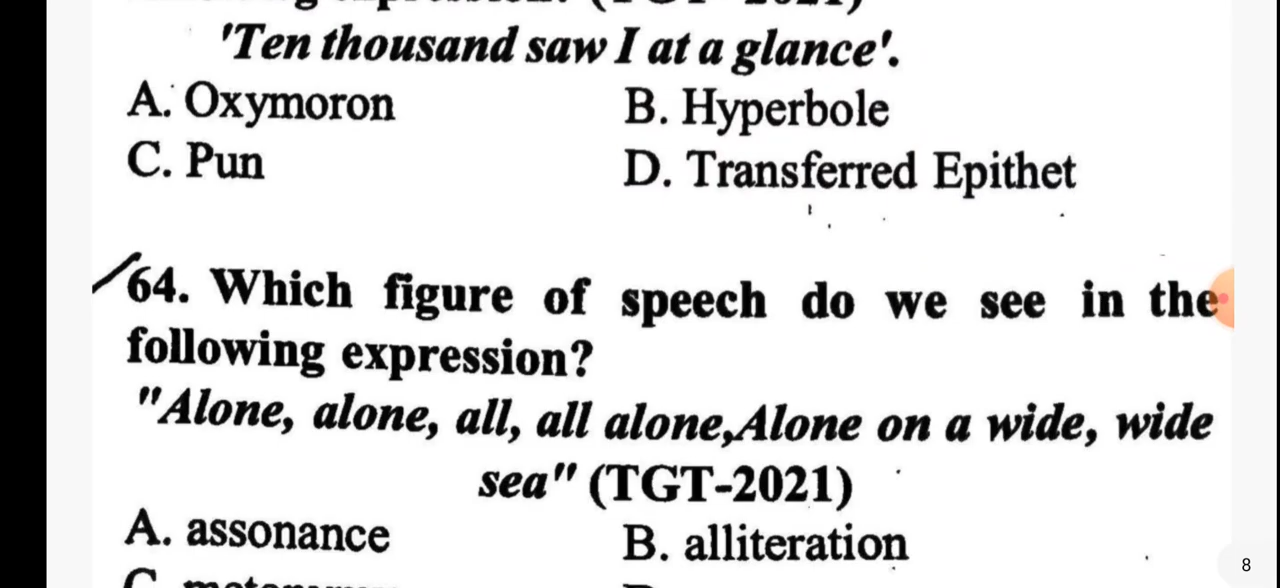 'Ten thousand saw I at a glance'.
A. Oxymoron B. Hyperbole
C. Pun D. Transferred Epithet
64. Which figure of speech do we see in the
following expression?
"Alone, alone, all, all alone,Alone on a wide, wide
sea" (TGT-2021)
A. assonance B. alliteration
8